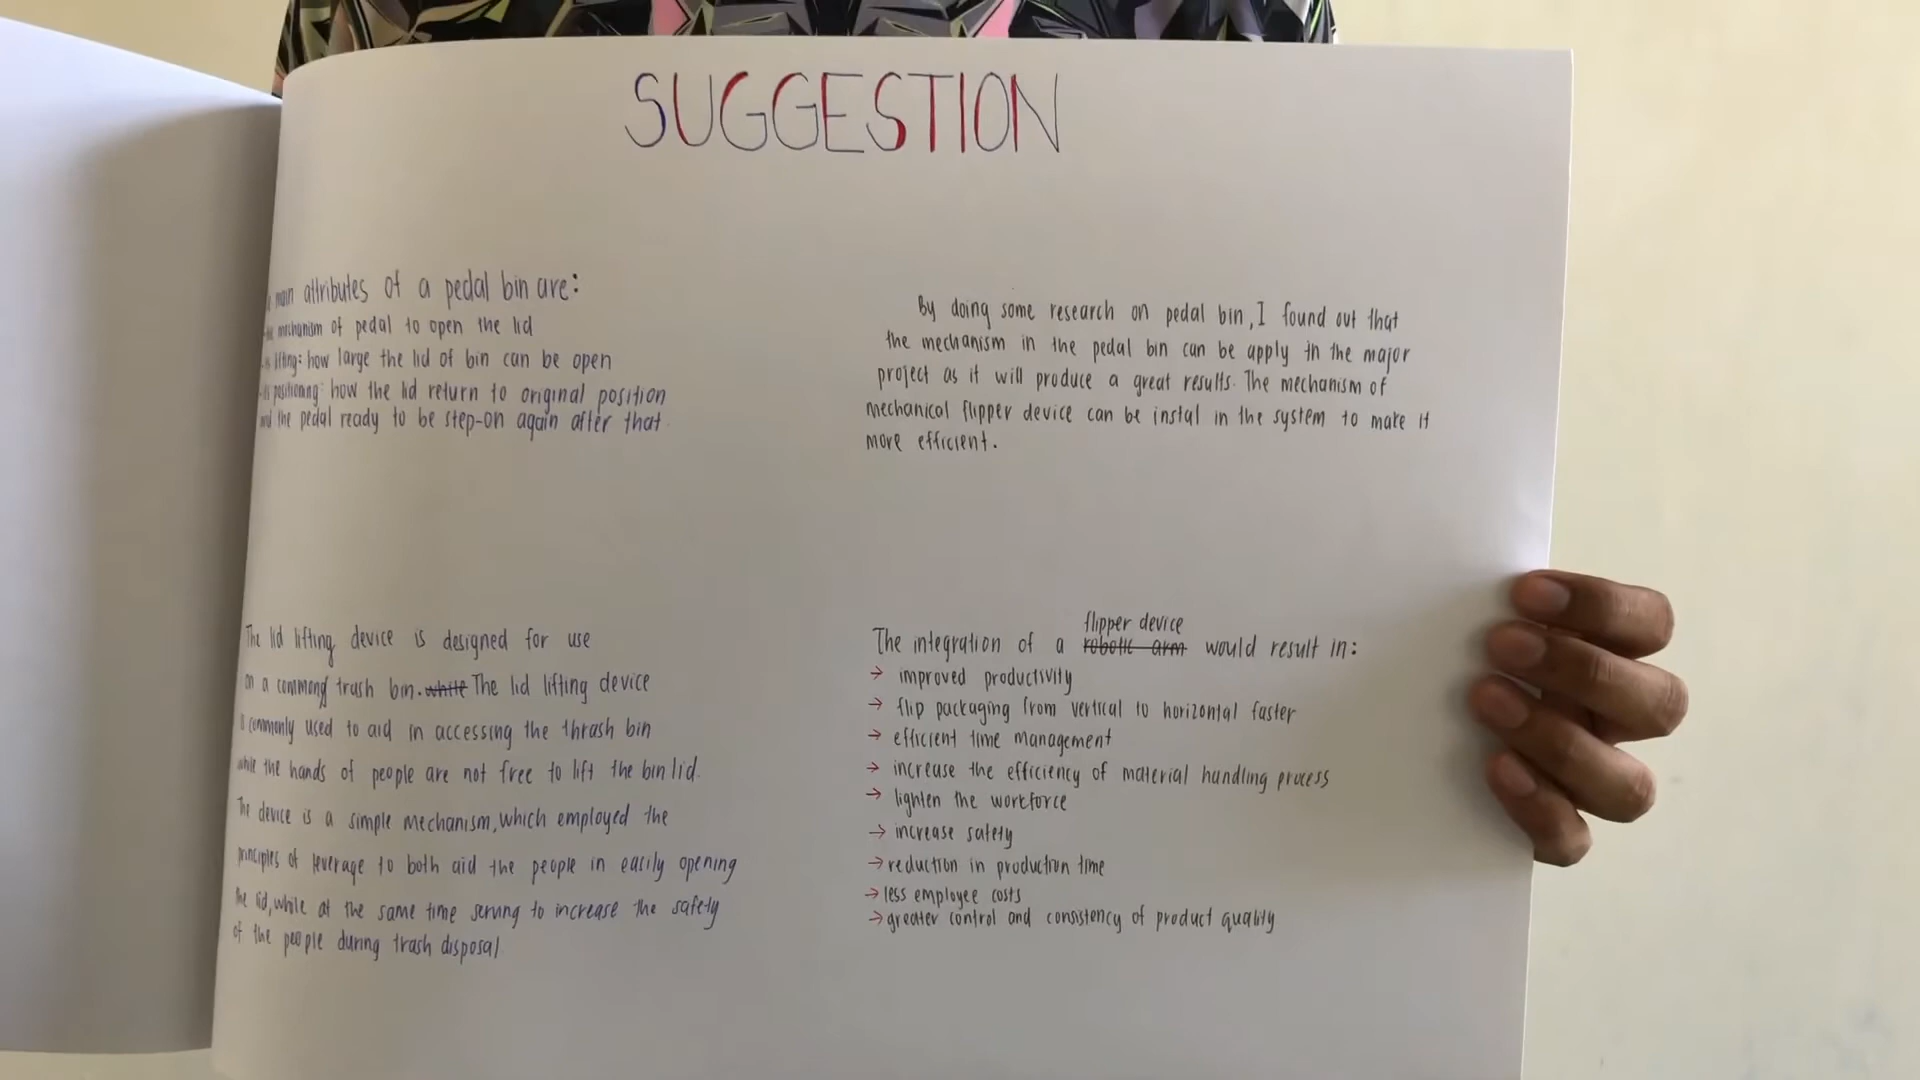 SUGGESTION
main attributes of a pedal bin are:
mechanism of pedal to open the lid
lifting: how large the lid of bin can be open
positioning: how the lid return to original position
and the pedal ready to be step-on again after that.
By doing some research on pedal bin, I found out that
the mechanism in the pedal bin can be apply in the major
project as it will produce a great results. The mechanism of
mechanical flipper device can be instal in the system to make it
more efficient.
The lid lifting device is designed for use
on a common trash bin. while The lid lifting device
is commonly used to aid in accessing the thrash bin
while the hands of people are not free to lift the bin lid.
The device is a simple mechanism, which employed the
principles of leverage to both aid the people in easily opening
the lid, while at the same time serving to increase the safety
of the people during trash disposal
flipper device
The integration of a robotic arm would result in:
→ improved productivity
→ flip packaging from vertical to horizontal faster
→ efficient time management
→ increase the efficiency of material handling process
→ lighten the workforce
→ increase safety
→ reduction in production time
→ less employee costs
→ greater control and consistency of product quality